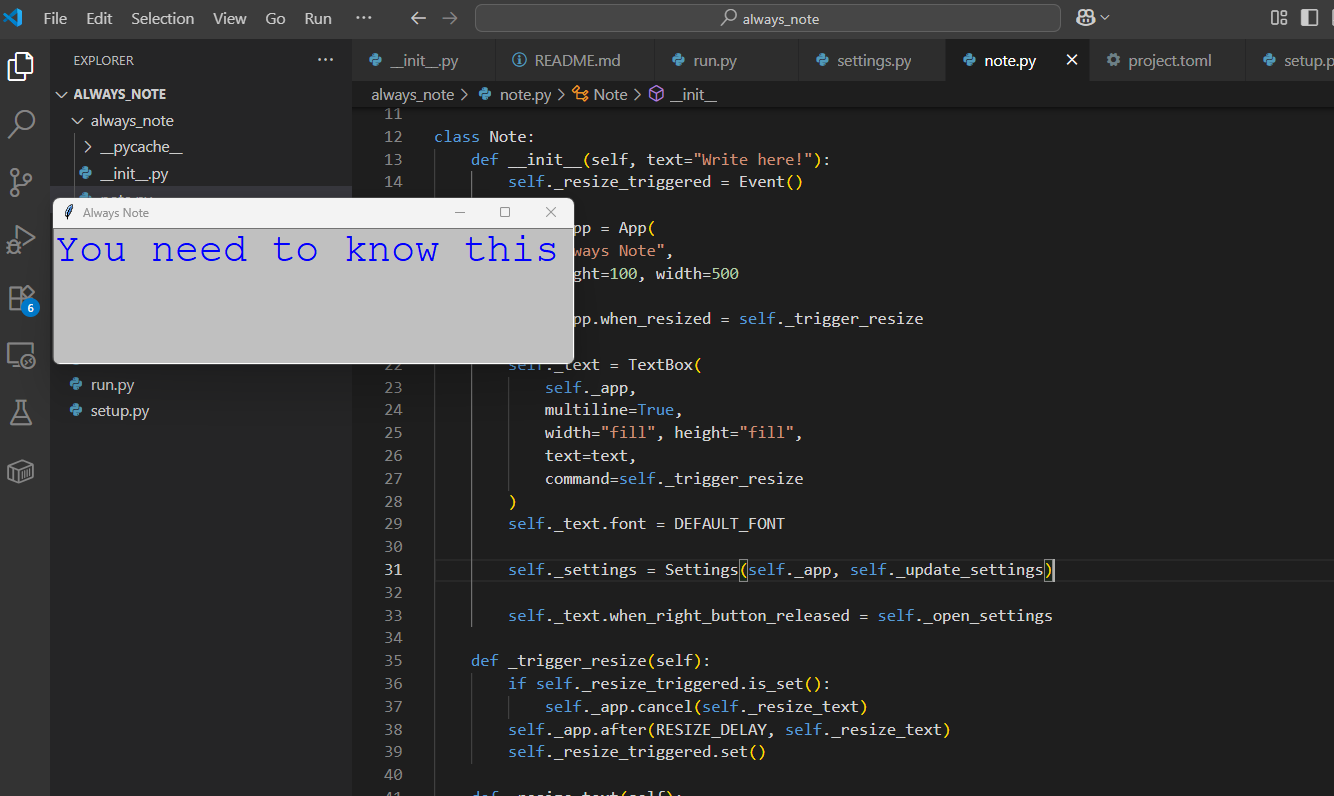 File Edit Selection View Go Run ... always_note
EXPLORER ...
ALWAYS_NOTE
always_note
__pycache__
__init__.py
run.py
setup.py
6
Always Note
You need to know this
__init__.py README.md run.py settings.py note.py project.toml setup.p
always_note > note.py > Note > __init__
11
12 class Note:
13 def __init__(self, text="Write here!"):
14 self._resize_triggered = Event()
pp = App(
ways Note",
ght=100, width=500
pp.when_resized = self._trigger_resize
22 self._text = TextBox(
23 self._app,
24 multiline=True,
25 width="fill", height="fill",
26 text=text,
27 command=self._trigger_resize
28 )
29 self._text.font = DEFAULT_FONT
30
31 self._settings = Settings(self._app, self._update_settings)
32
33 self._text.when_right_button_released = self._open_settings
34
35 def _trigger_resize(self):
36 if self._resize_triggered.is_set():
37 self._app.cancel(self._resize_text)
38 self._app.after(RESIZE_DELAY, self._resize_text)
39 self._resize_triggered.set()
40
41 def _resize_text(self):